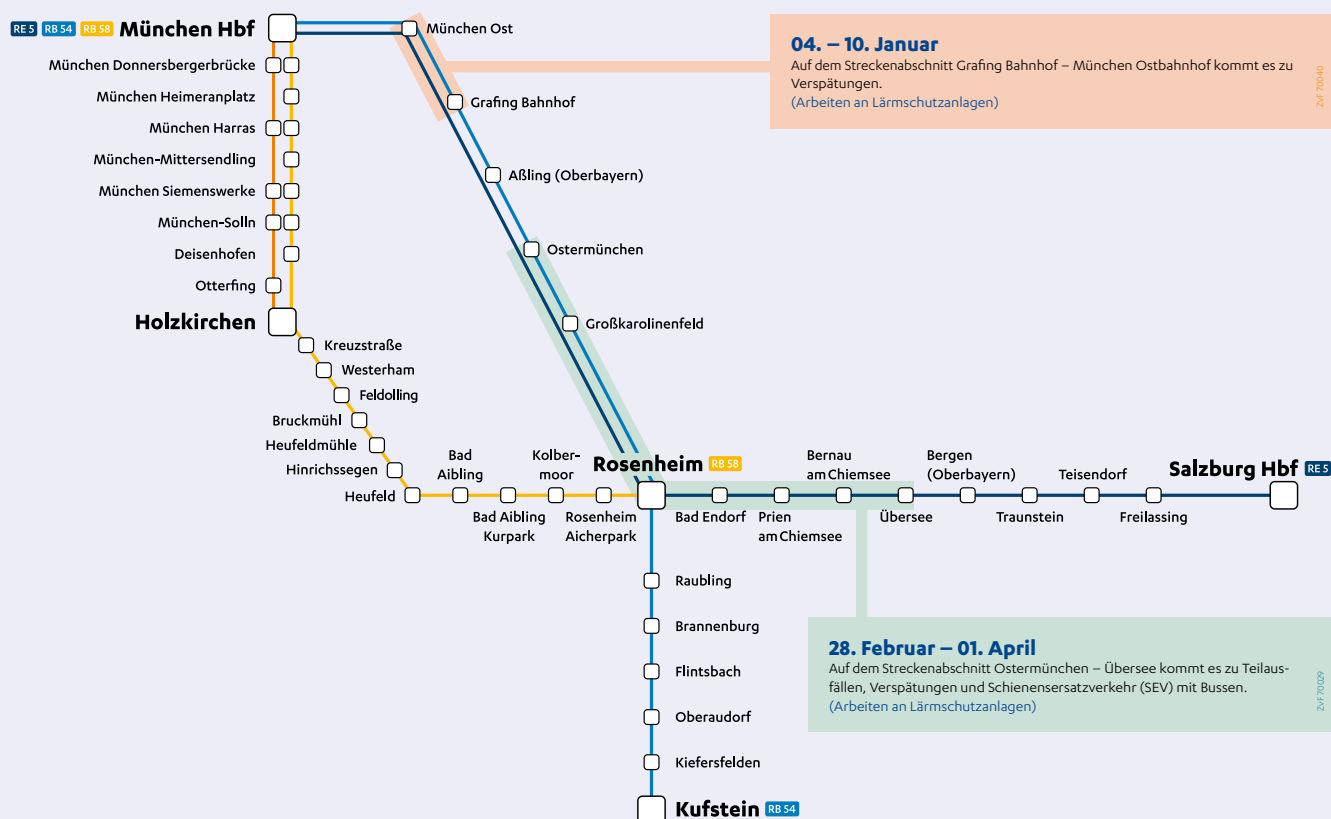 RE 5 RB 54 RB 58 München Hbf
München Ost
04. – 10. Januar
Auf dem Streckenabschnitt Grafing Bahnhof – München Ostbahnhof kommt es zu
Verspätungen.
(Arbeiten an Lärmschutzanlagen)
ZvF 70040
München Donnersbergerbrücke
München Heimeranplatz
Grafing Bahnhof
München Harras
München-Mittersendling
Aßling (Oberbayern)
München Siemenswerke
München-Solln
Ostermünchen
Deisenhofen
Otterfing
Holzkirchen
Großkarolinenfeld
Kreuzstraße
Westerham
Feldolling
Bruckmühl
Heufeldmühle
Hinrichssegen
Heufeld
Bad
Aibling
Bad Aibling
Kurpark
Kolber-
moor
Rosenheim
Aicherpark
Rosenheim RB 58
Bad Endorf
Prien
am Chiemsee
Bernau
am Chiemsee
Übersee
Bergen
(Oberbayern)
Traunstein
Teisendorf
Freilassing
Salzburg Hbf RE 5
Raubling
Brannenburg
Flintsbach
Oberaudorf
Kiefersfelden
Kufstein RB 54
28. Februar – 01. April
Auf dem Streckenabschnitt Ostermünchen – Übersee kommt es zu Teilaus-
fällen, Verspätungen und Schienensersatzverkehr (SEV) mit Bussen.
(Arbeiten an Lärmschutzanlagen)
ZvF 70029